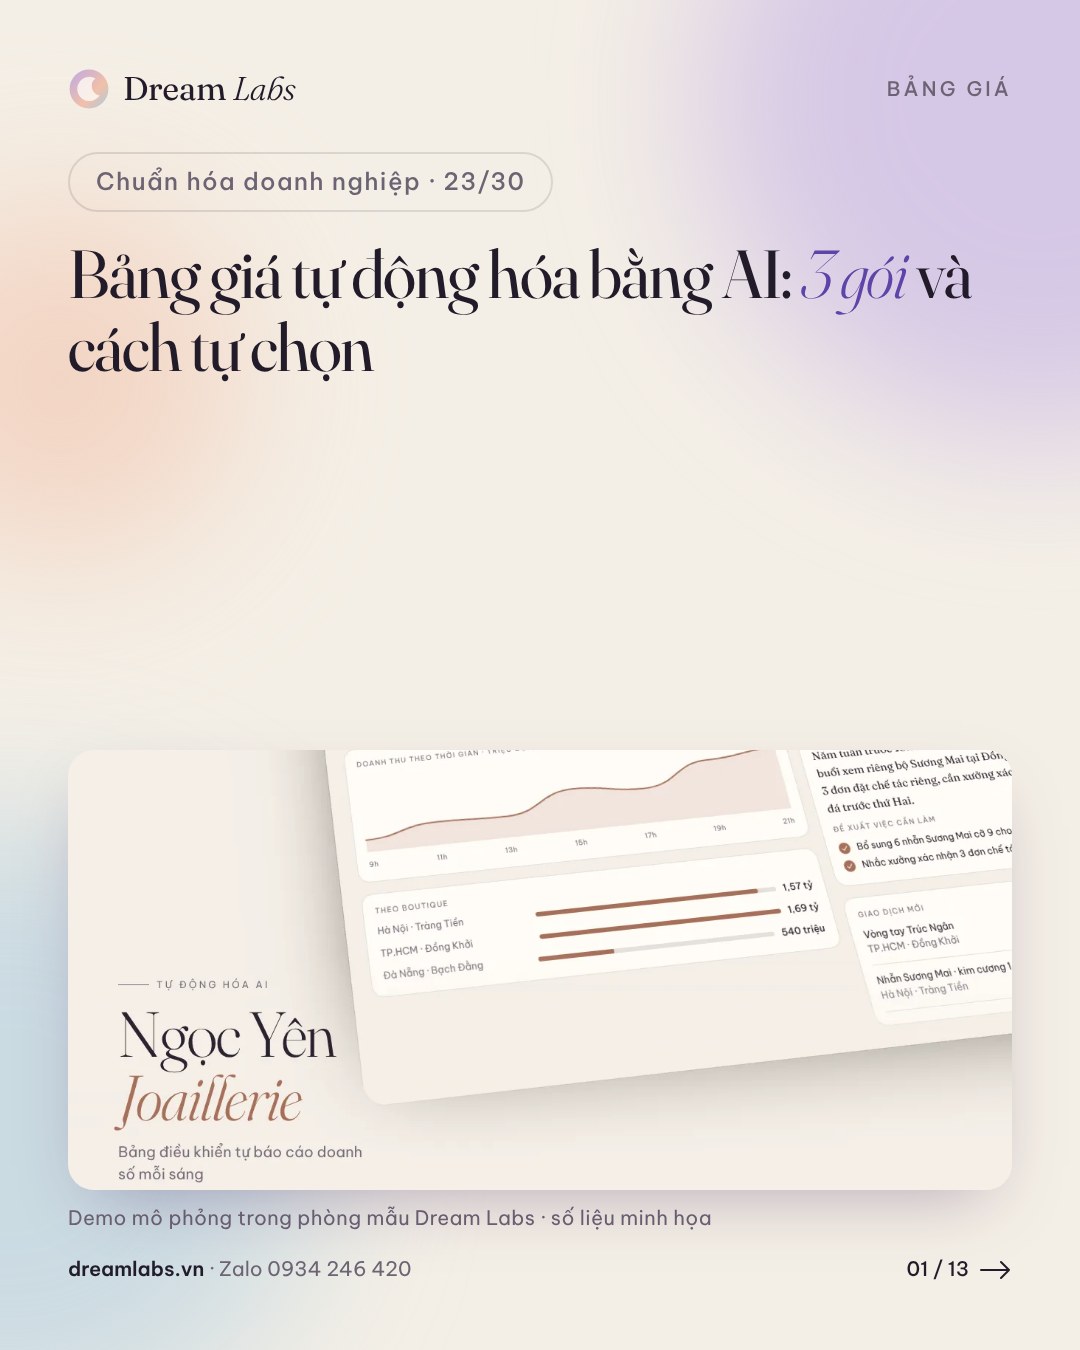 Dream Labs
BẢNG GIÁ
Chuẩn hóa doanh nghiệp · 23/30
Bảng giá tự động hóa bằng AI: 3 gói và
cách tự chọn
DOANH THU THEO THỜI GIAN ·
9h 11h 13h 15h 17h 19h 21h
THEO BOUTIQUE
Hà Nội · Tràng Tiền 1,57 tỷ
TP.HCM · Đồng Khởi 1,69 tỷ
Đà Nẵng · Bạch Đằng 540 triệu
Năm tuần trước
buổi xem riêng bộ Sương Mai tại Đồng
3 đơn đặt chế tác riêng, cần xưởng xác
đá trước thứ Hai.
ĐỀ XUẤT VIỆC CẦN LÀM
Bổ sung 6 nhẫn Sương Mai cỡ 9 cho
Nhắc xưởng xác nhận 3 đơn chế
GIAO DỊCH MỚI
Vòng tay Trúc Ngân
TP.HCM · Đồng Khởi
Nhẫn Sương Mai · kim cương 1
Hà Nội · Tràng Tiền
TỰ ĐỘNG HÓA AI
Ngọc Yên
Joaillerie
Bảng điều khiển tự báo cáo doanh
số mỗi sáng
Demo mô phỏng trong phòng mẫu Dream Labs · số liệu minh họa
dreamlabs.vn · Zalo 0934 246 420
01 / 13